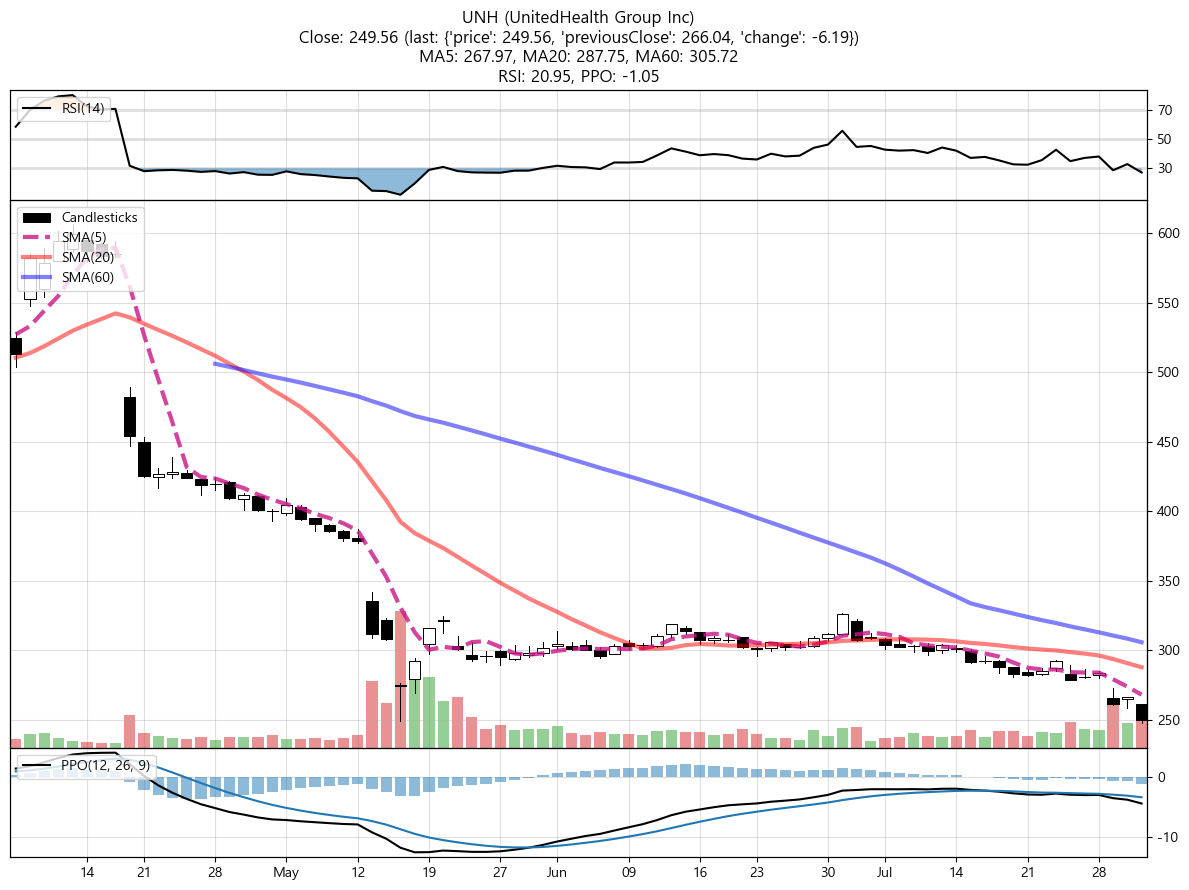 UNH (UnitedHealth Group Inc)
Close: 249.56 (last: {'price': 249.56, 'previousClose': 266.04, 'change': -6.19})
MA5: 267.97, MA20: 287.75, MA60: 305.72
RSI: 20.95, PPO: -1.05
RSI(14)
70
50
30
Candlesticks
SMA(5)
SMA(20)
SMA(60)
600
550
500
450
400
350
300
250
PPO(12, 26, 9)
0
-10
14 21 28 May 12 19 27 Jun 09 16 23 30 Jul 14 21 28